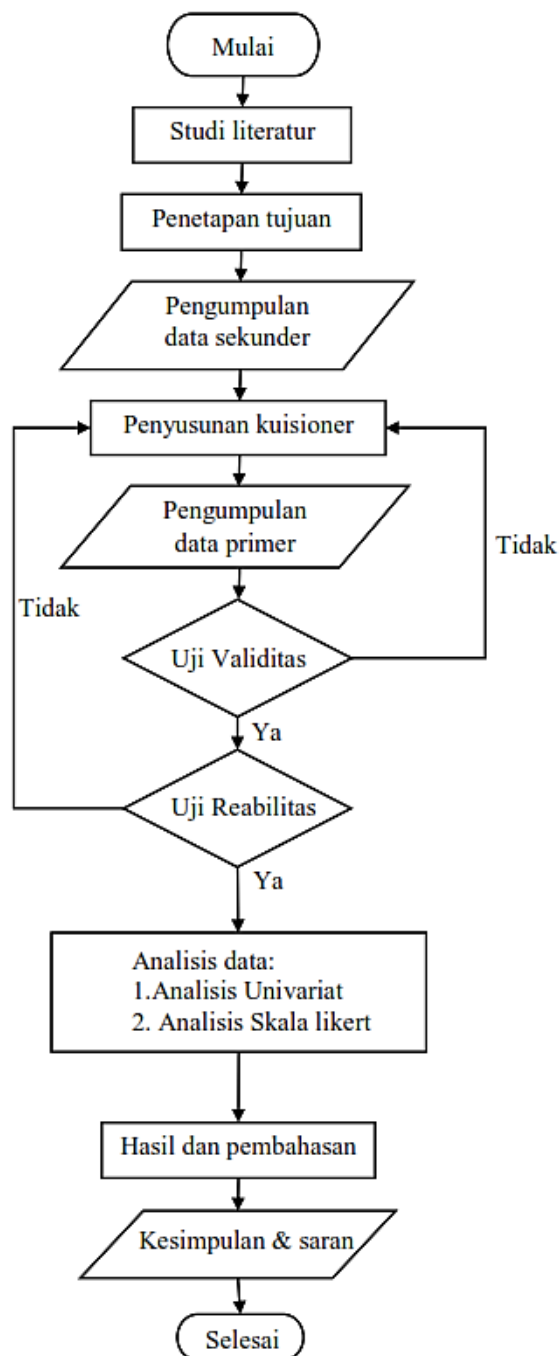 Mulai
Studi literatur
Penetapan tujuan
Pengumpulan
data sekunder
Penyusunan kuisioner
Pengumpulan
data primer
Tidak
Tidak
Uji Validitas
Ya
Uji Reabilitas
Ya
Analisis data:
1.Analisis Univariat
2. Analisis Skala likert
Hasil dan pembahasan
Kesimpulan & saran
Selesai